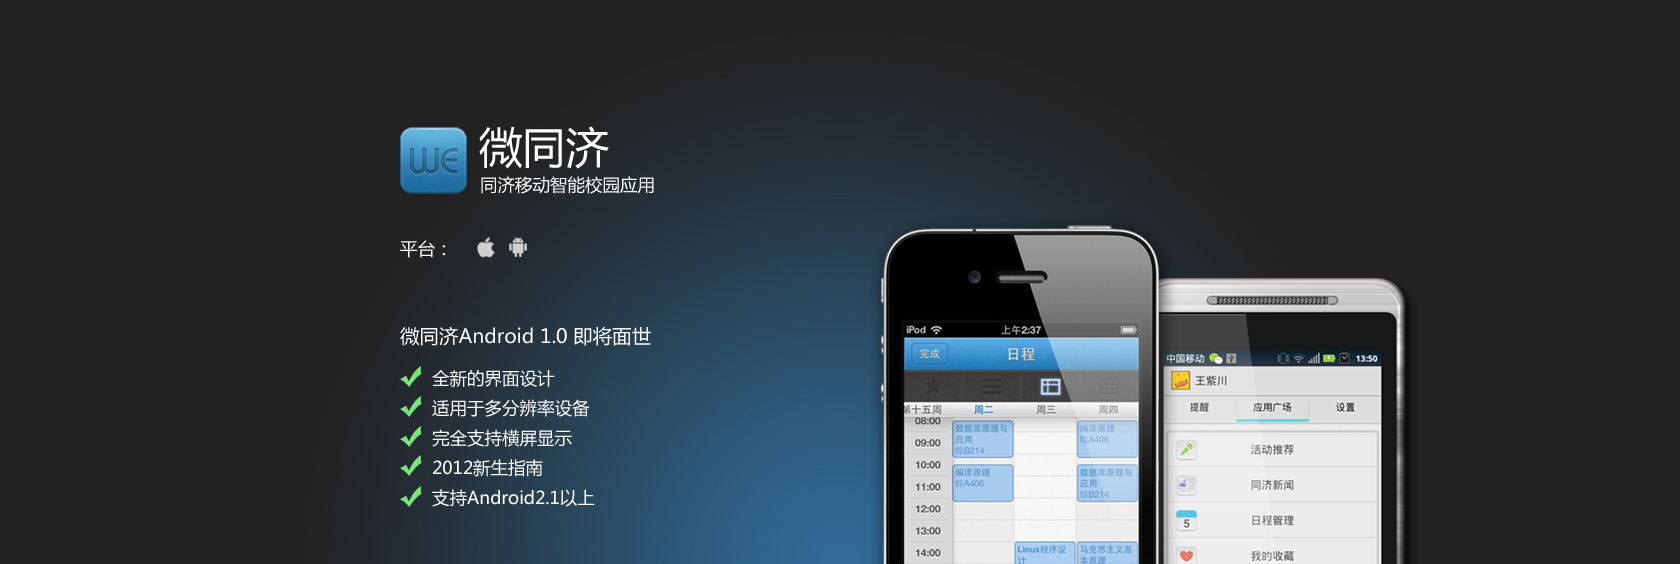 WE
微同济
同济移动智能校园应用
平台：
微同济Android 1.0 即将面世
全新的界面设计
适用于多分辨率设备
完全支持横屏显示
2012新生指南
支持Android2.1以上
iPod
上午2:37
完成
日程
第十五周 周二 周三 周四
08:00
09:00
10:00
11:00
12:00
13:00
14:00
数据库原理与
应用
综B214
编译原理
综A406
编译原理
综A406
数据库原理与
应用
综B214
Linux程序设
计
马克思主义基
本原理
中国移动
13:50
王紫川
提醒 应用广场 设置
活动推荐
同济新闻
5
日程管理
我的收藏